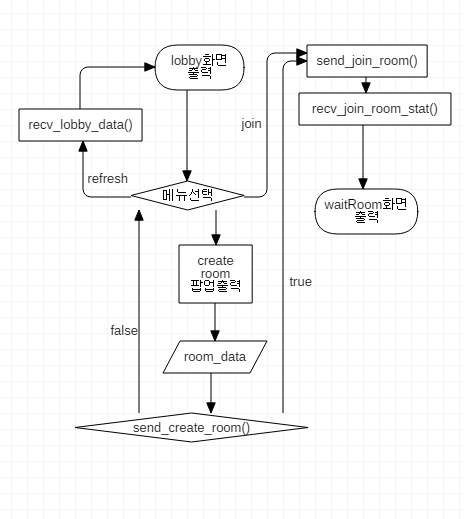 lobby화면
출력
send_join_room()
recv_lobby_data()
recv_join_room_stat()
join
refresh
메뉴선택
waitRoom화면
출력
create
room
팝업출력
true
false
room_data
send_create_room()